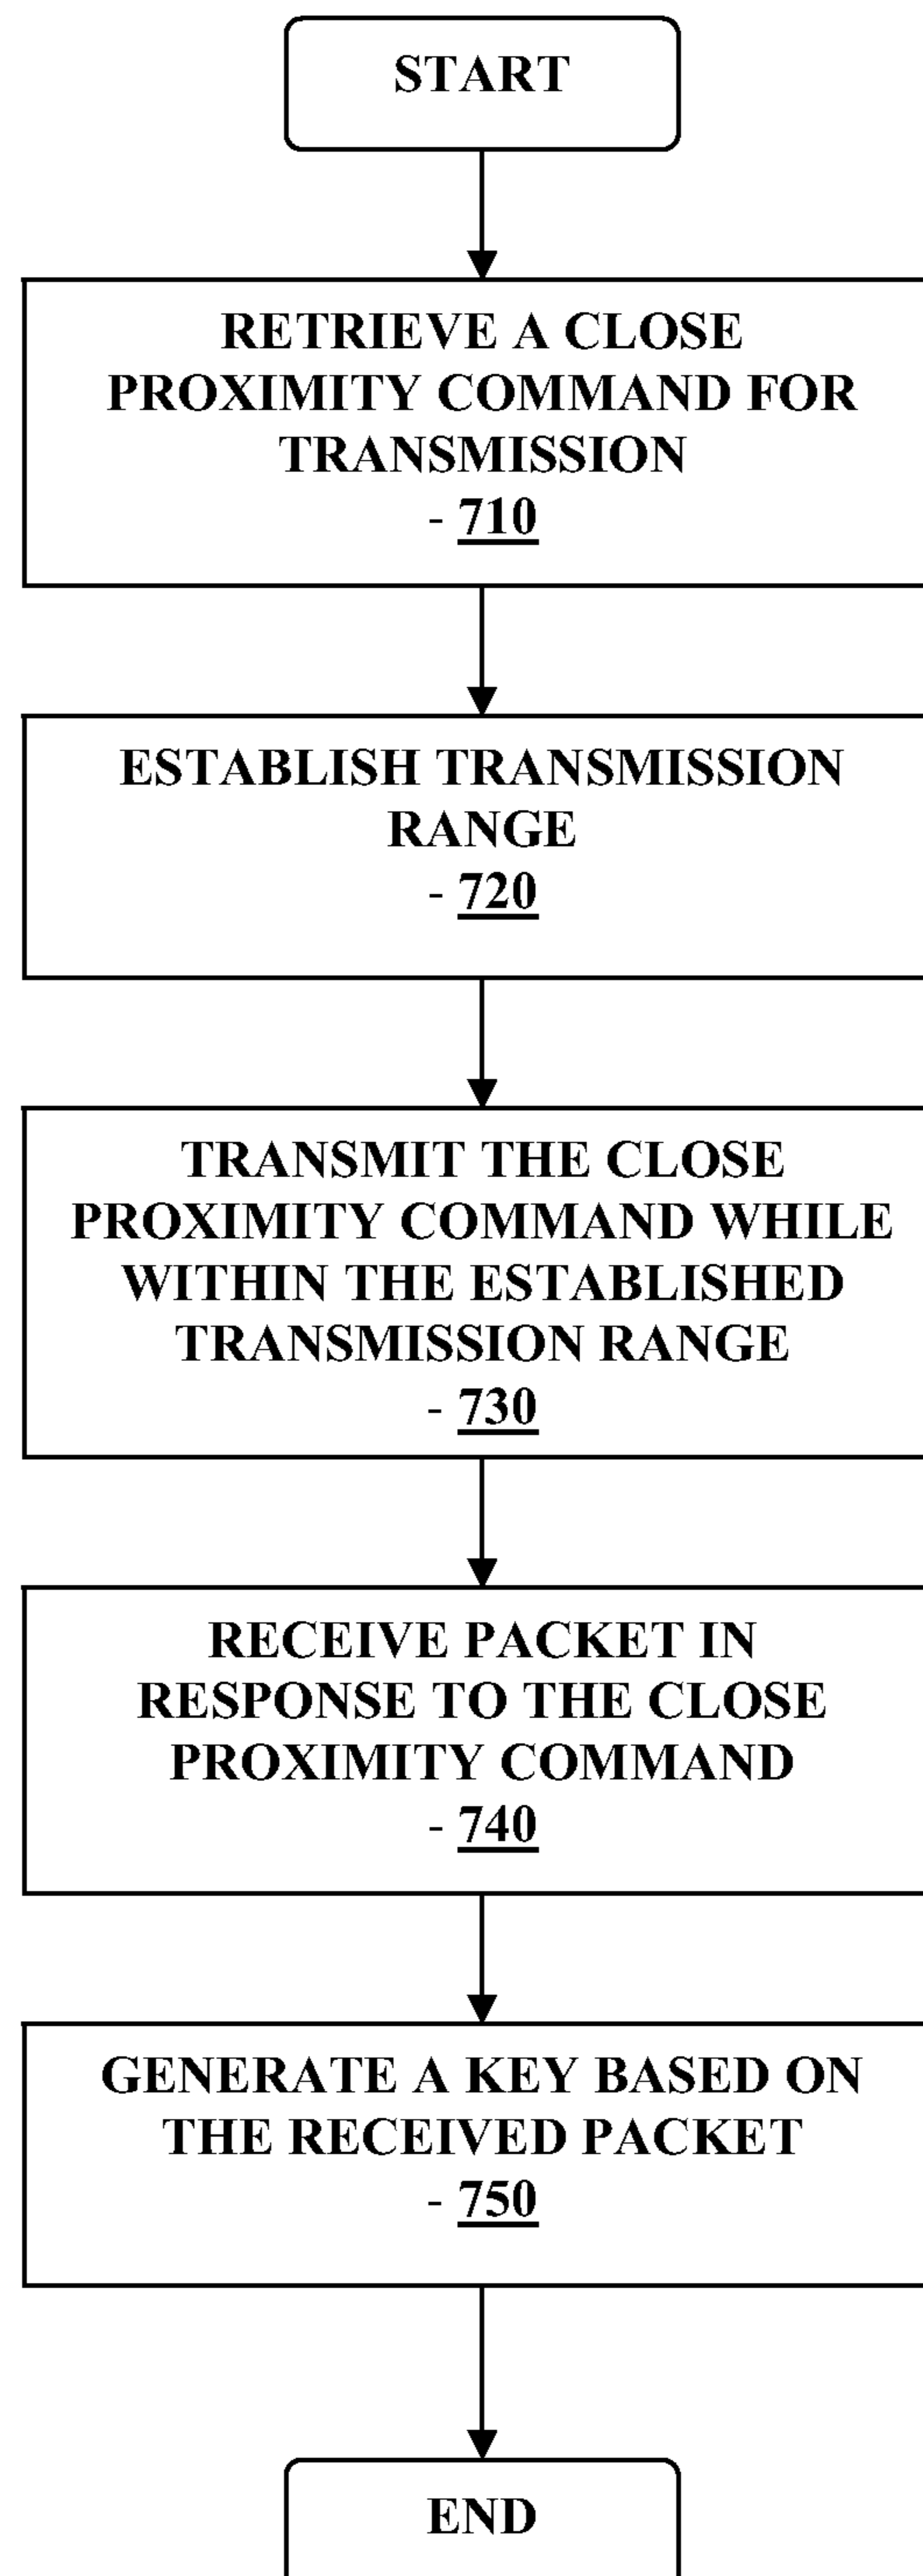 START
RETRIEVE A CLOSE
PROXIMITY COMMAND FOR
TRANSMISSION
- 710
ESTABLISH TRANSMISSION
RANGE
- 720
TRANSMIT THE CLOSE
PROXIMITY COMMAND WHILE
WITHIN THE ESTABLISHED
TRANSMISSION RANGE
- 730
RECEIVE PACKET IN
RESPONSE TO THE CLOSE
PROXIMITY COMMAND
- 740
GENERATE A KEY BASED ON
THE RECEIVED PACKET
- 750
END